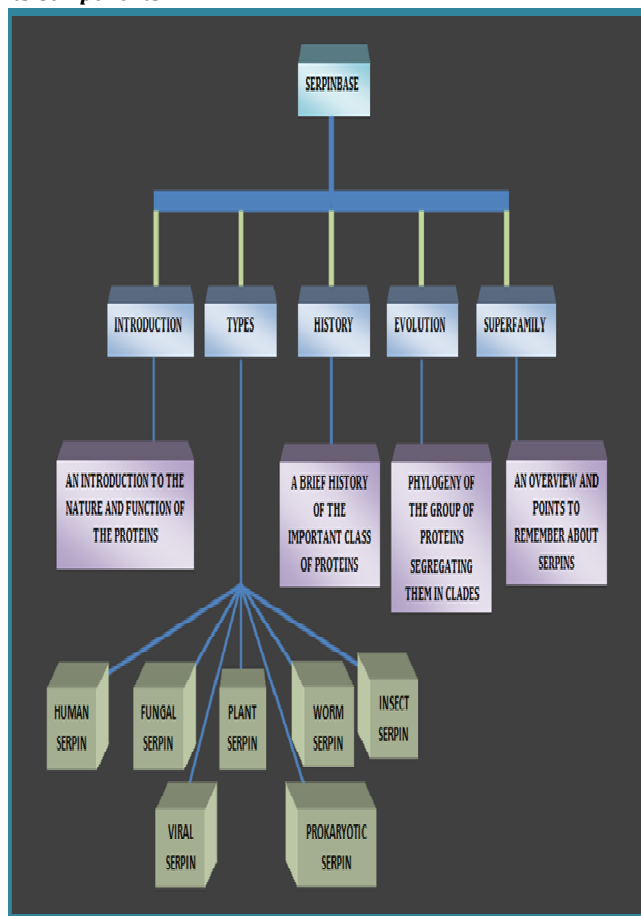 SERPINBASE
INTRODUCTION
TYPES
HISTORY
EVOLUTION
SUPERFAMILY
AN INTRODUCTION TO THE
NATURE AND FUNCTION OF
THE PROTEINS
A BRIEF HISTORY
OF THE
IMPORTANT CLASS
OF PROTEINS
PHYLOGENY OF
THE GROUP OF
PROTEINS
SEGREGATING
THEM IN CLADES
AN OVERVIEW AND
POINTS TO
REMEMBER ABOUT
SERPINS
HUMAN
SERPIN
FUNGAL
SERPIN
PLANT
SERPIN
WORM
SERPIN
INSECT
SERPIN
VIRAL
SERPIN
PROKARYOTIC
SERPIN